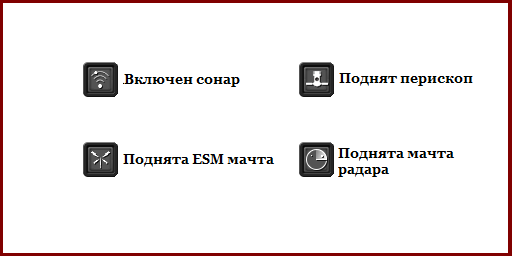 Включен сонар
Поднят перископ
Поднята ESM мачта
Поднята мачта
радара